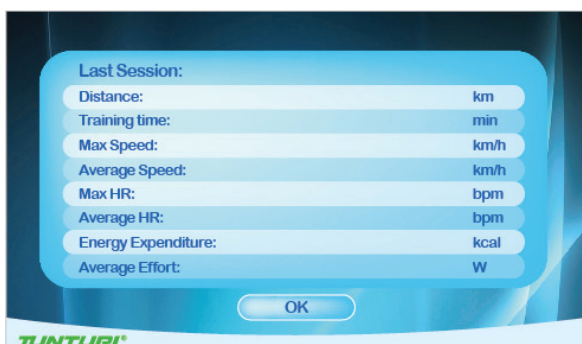 Last Session:
Distance: km
Training time: min
Max Speed: km/h
Average Speed: km/h
Max HR: bpm
Average HR: bpm
Energy Expenditure: kcal
Average Effort: W
OK
TUNTURI®